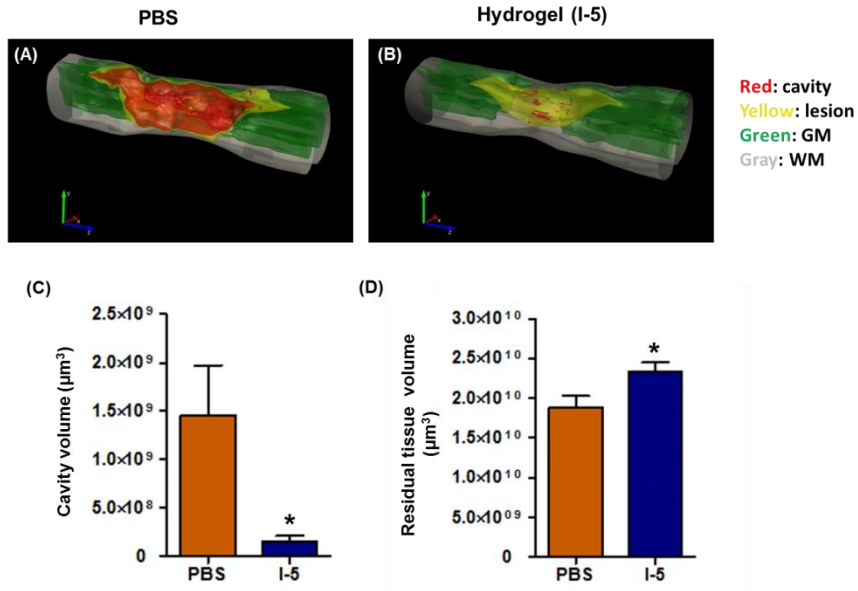 PBS
Hydrogel (I-5)
(A)
(B)
Red: cavity
Yellow: lesion
Green: GM
Gray: WM
y
x
z
y
x
z
(C)
Cavity volume (μm³)
2.5×10⁹
2.0×10⁹
1.5×10⁹
1.0×10⁹
5.0×10⁸
0
*
PBS
I-5
(D)
Residual tissue volume
(μm³)
3.0×10¹⁰
2.5×10¹⁰
2.0×10¹⁰
1.5×10¹⁰
1.0×10¹⁰
5.0×10⁰⁹
0
*
PBS
I-5